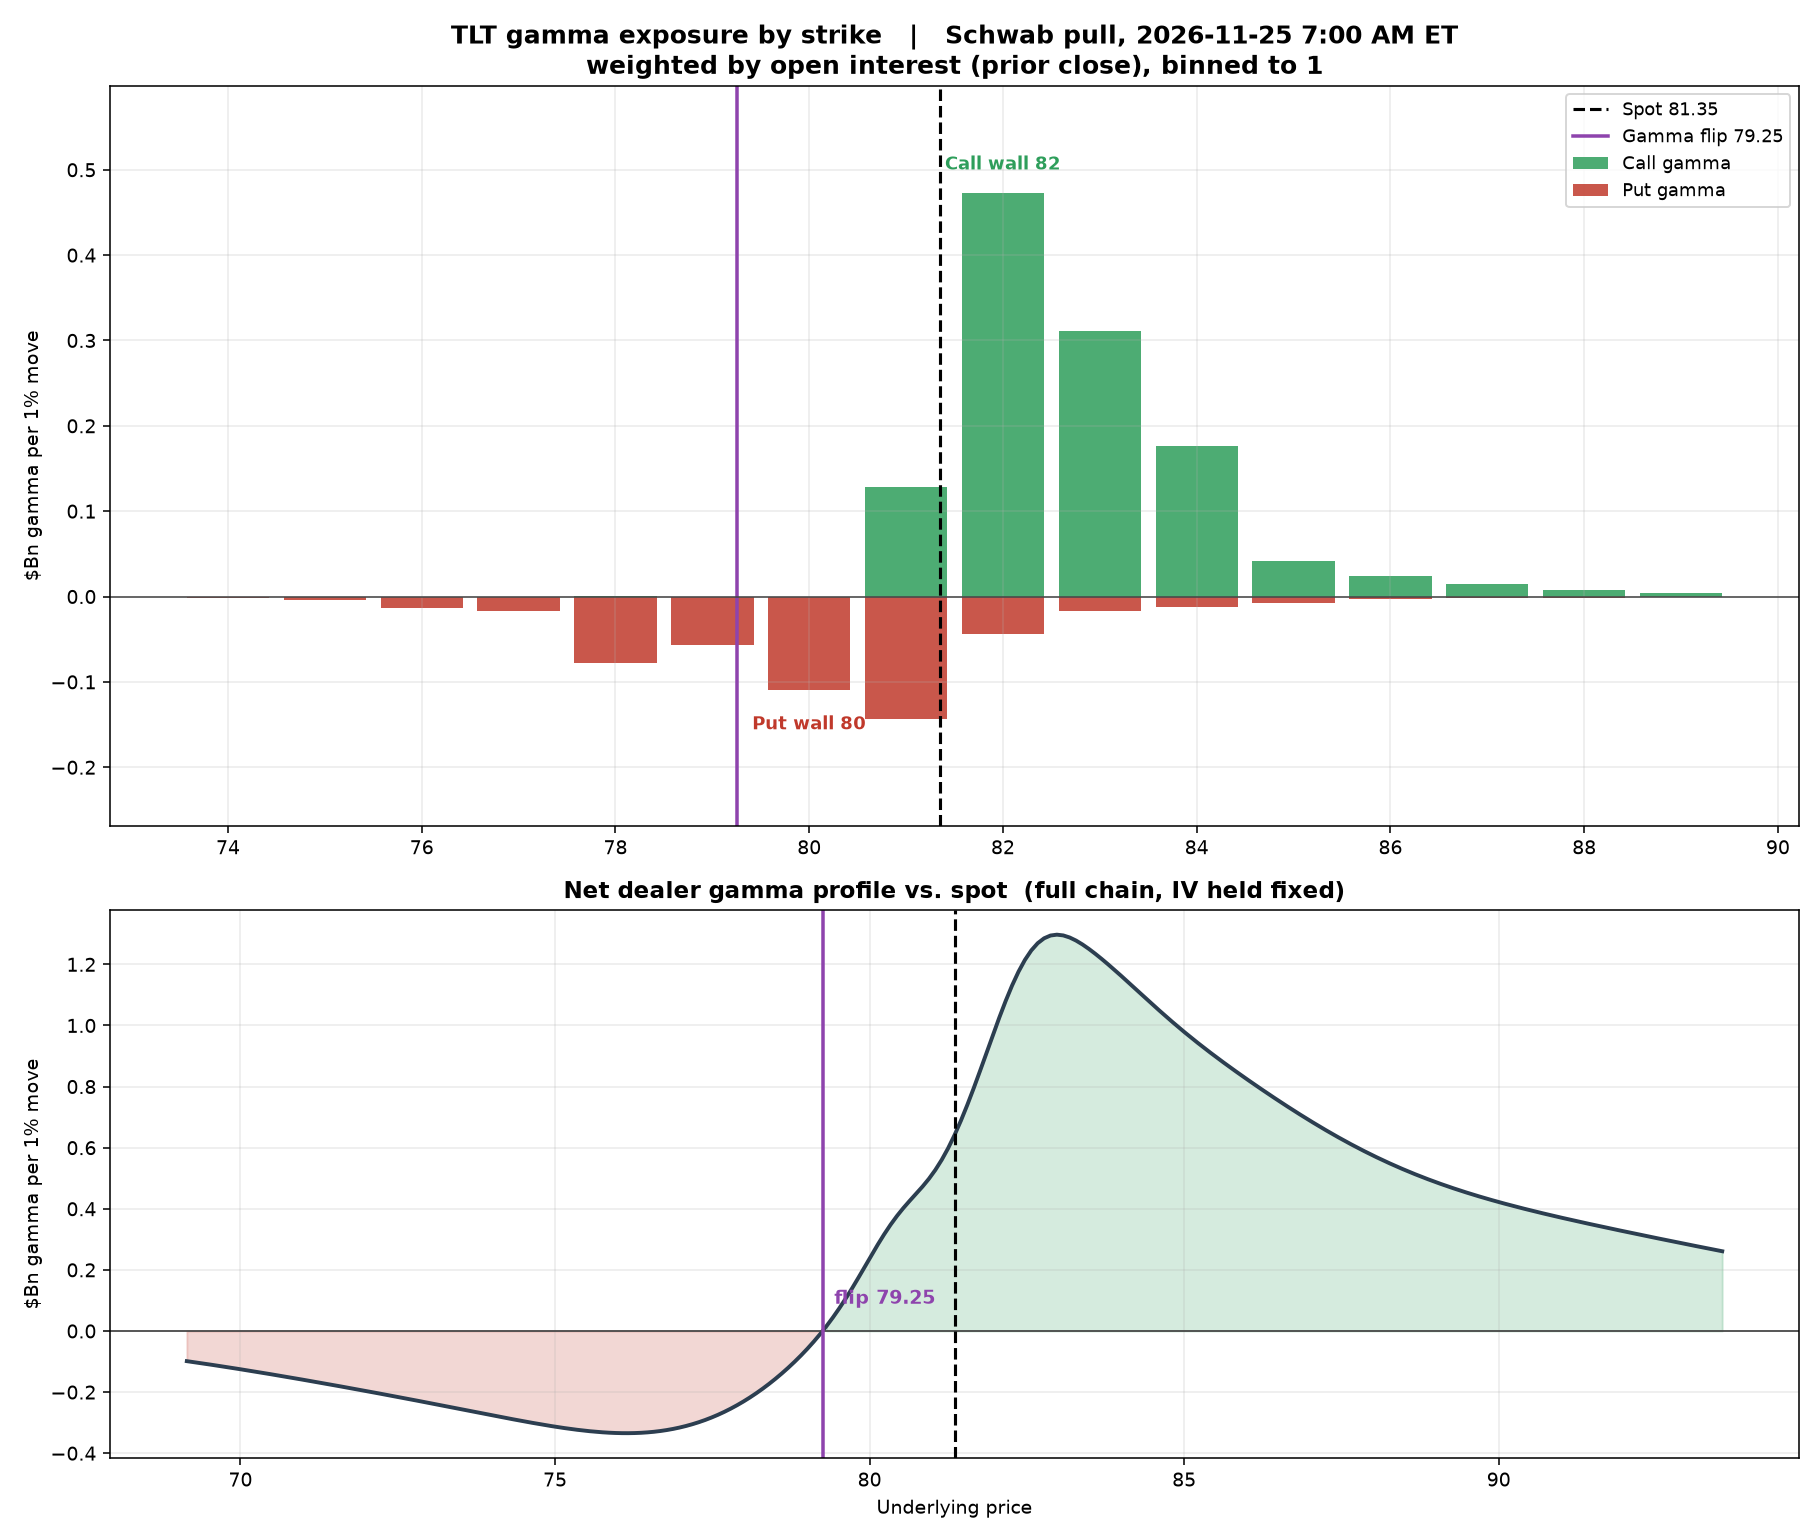 TLT gamma exposure by strike | Schwab pull, 2026-11-25 7:00 AM ET
weighted by open interest (prior close), binned to 1
Spot 81.35
Gamma flip 79.25
Call gamma
Put gamma
Call wall 82
Put wall 80
$Bn gamma per 1% move
0.5
0.4
0.3
0.2
0.1
0.0
−0.1
−0.2
74 76 78 80 82 84 86 88 90
Net dealer gamma profile vs. spot (full chain, IV held fixed)
$Bn gamma per 1% move
1.2
1.0
0.8
0.6
0.4
0.2
0.0
−0.2
−0.4
flip 79.25
70 75 80 85 90
Underlying price